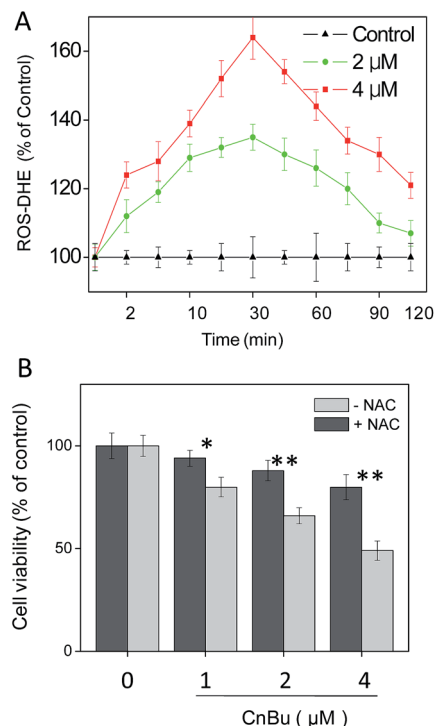 A
Control
2 µM
4 µM
160
140
120
100
ROS-DHE (% of Control)
2 10 30 60 90 120
Time (min)
B
- NAC
+ NAC
* ** **
100
50
0
Cell viability (% of control)
0 1 2 4
CnBu ( µM)